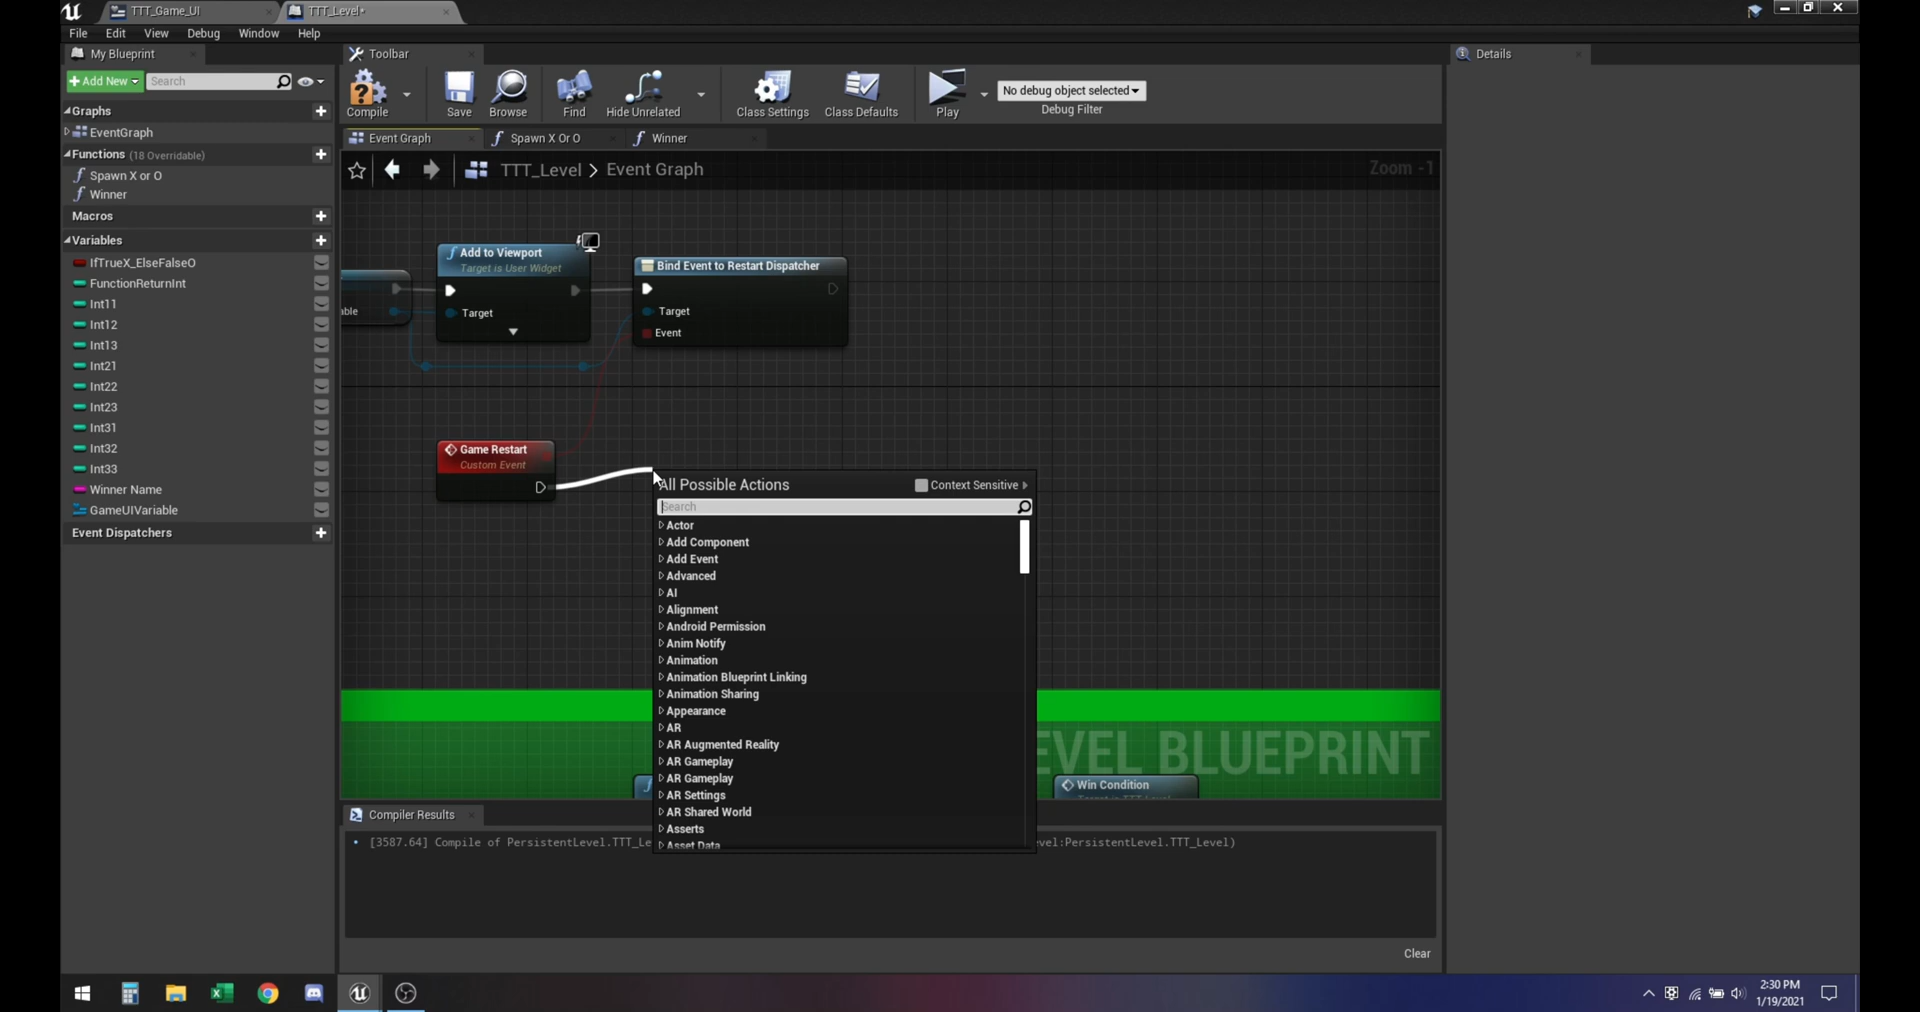 TTT_Game_UI
TTT_Level•
File Edit View Debug Window Help
My Blueprint
Toolbar
Details
Add New
Search
Compile
Save
Browse
Find
Hide Unrelated
Class Settings
Class Defaults
Play
No debug object selected
Debug Filter
Graphs
EventGraph
Functions (18 Overridable)
Spawn X or O
Winner
Macros
Variables
IfTrueX_ElseFalseO
FunctionReturnInt
Int11
Int12
Int13
Int21
Int22
Int23
Int31
Int32
Int33
Winner Name
GameUIVariable
Event Dispatchers
Event Graph
Spawn X Or O
Winner
TTT_Level > Event Graph
Zoom -1
able
Add to Viewport
Target is User Widget
Target
Bind Event to Restart Dispatcher
Target
Event
Game Restart
Custom Event
All Possible Actions
Context Sensitive
Search
Actor
Add Component
Add Event
Advanced
AI
Alignment
Android Permission
Anim Notify
Animation
Animation Blueprint Linking
Animation Sharing
Appearance
AR
AR Augmented Reality
AR Gameplay
AR Gameplay
AR Settings
AR Shared World
Asserts
Asset Data
EVEL BLUEPRINT
Win Condition
Target is TTT Level
Compiler Results
[3587.64] Compile of PersistentLevel.TTT_Le
evel:PersistentLevel.TTT_Level)
Clear
2:30 PM
1/19/2021